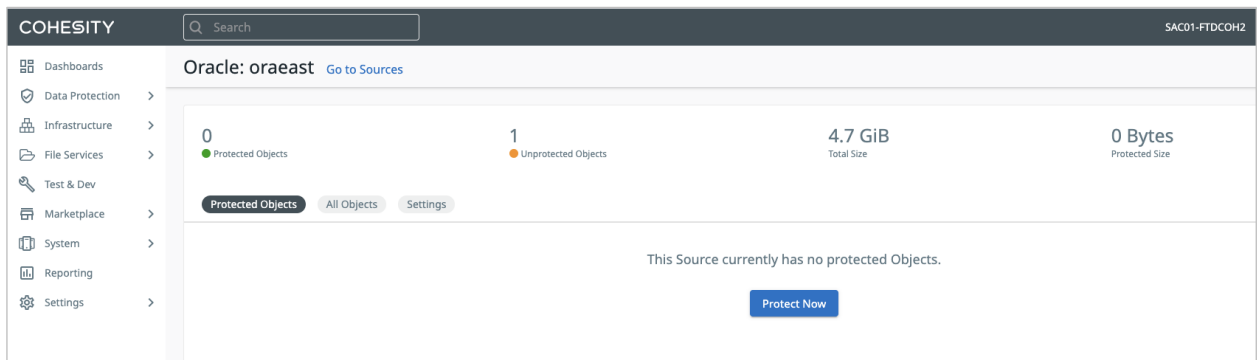 COHESITY
Search
SAC01-FTDCOH2
Dashboards
Data Protection
Infrastructure
File Services
Test & Dev
Marketplace
System
Reporting
Settings
Oracle: oraeast Go to Sources
0 1 4.7 GiB 0 Bytes
Protected Objects Unprotected Objects Total Size Protected Size
Protected Objects All Objects Settings
This Source currently has no protected Objects.
Protect Now